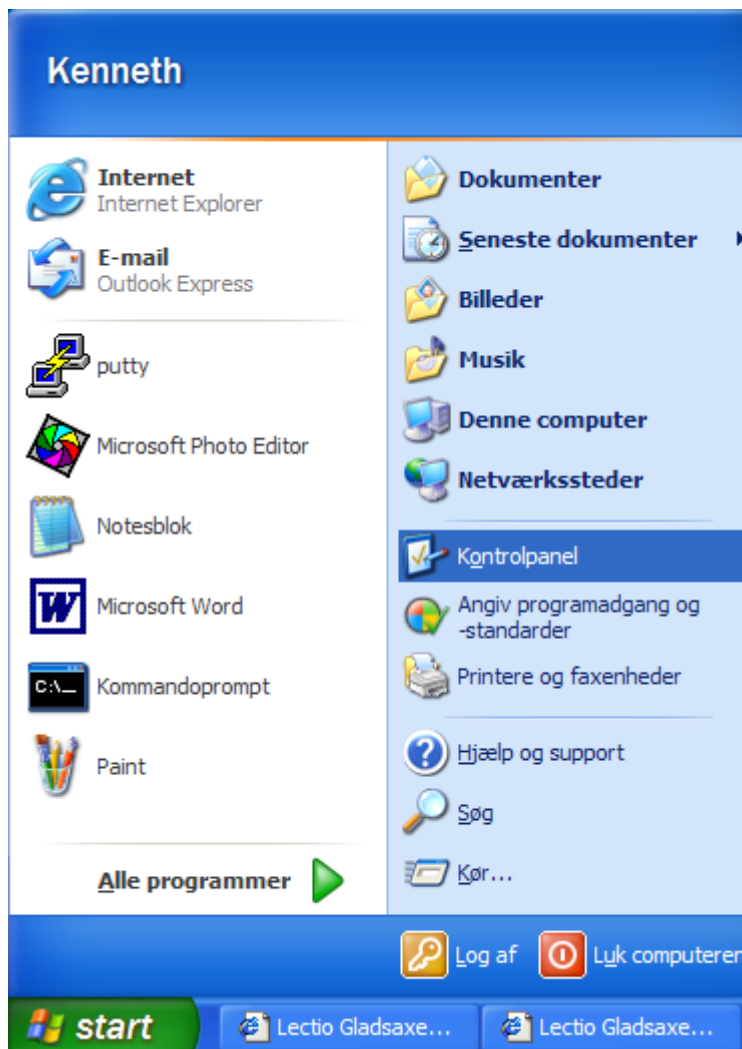 Kenneth
Internet
Internet Explorer
E-mail
Outlook Express
putty
Microsoft Photo Editor
Notesblok
W Microsoft Word
C:\_ Kommandoprompt
Paint
Alle programmer
Dokumenter
Seneste dokumenter
Billeder
Musik
Denne computer
Netværkssteder
Kontrolpanel
Angiv programadgang og
-standarder
Printere og faxenheder
? Hjælp og support
Søg
Kør...
Log af
Luk computeren
start
Lectio Gladsaxe...
Lectio Gladsaxe...